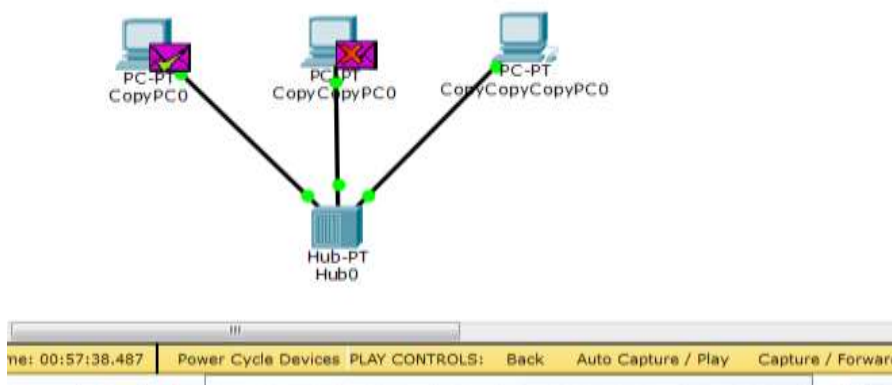 PC-PT
CopyPC0
PC-PT
CopyCopyPC0
PC-PT
CopyCopyCopyPC0
Hub-PT
Hub0
me: 00:57:38.487 Power Cycle Devices PLAY CONTROLS: Back Auto Capture / Play Capture / Forwar